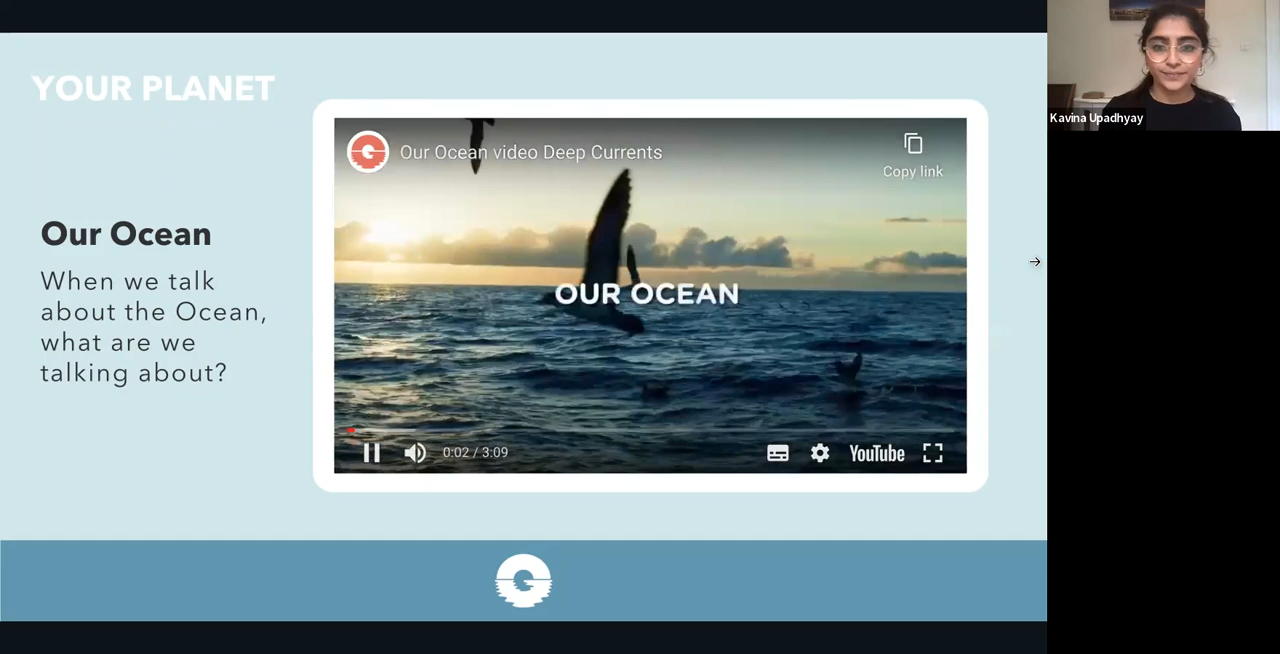 YOUR PLANET
Our Ocean
When we talk
about the Ocean,
what are we
talking about?
Our Ocean video Deep Currents
Copy link
OUR OCEAN
0:02 / 3:09
YouTube
Kavina Upadhyay